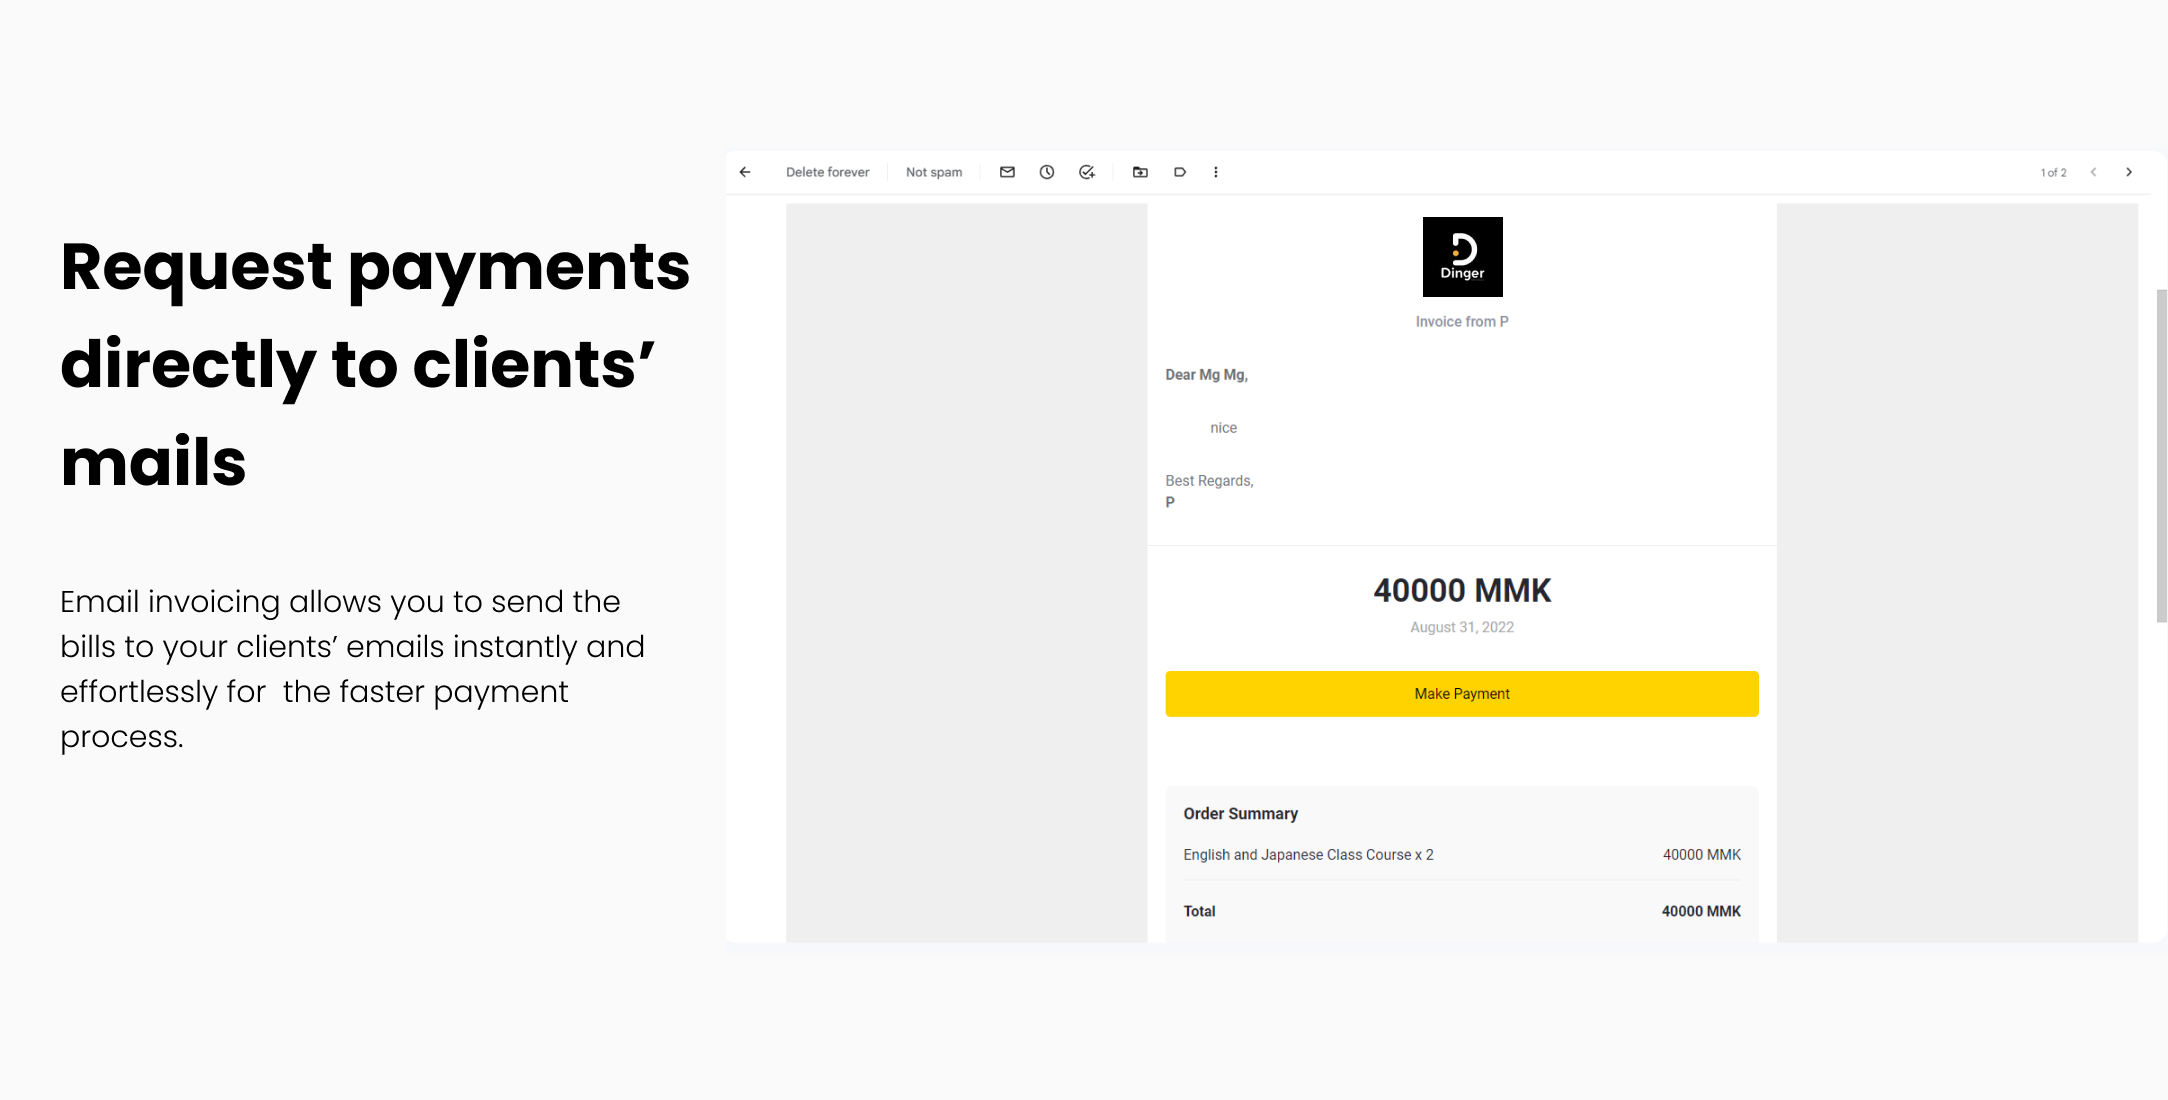 Request payments
directly to clients’
mails
Email invoicing allows you to send the
bills to your clients’ emails instantly and
effortlessly for  the faster payment
process.
Delete forever
Not spam
1 of 2
Dinger
Invoice from P
Dear Mg Mg,
nice
Best Regards,
P
40000 MMK
August 31, 2022
Make Payment
Order Summary
English and Japanese Class Course x 2 40000 MMK
Total 40000 MMK